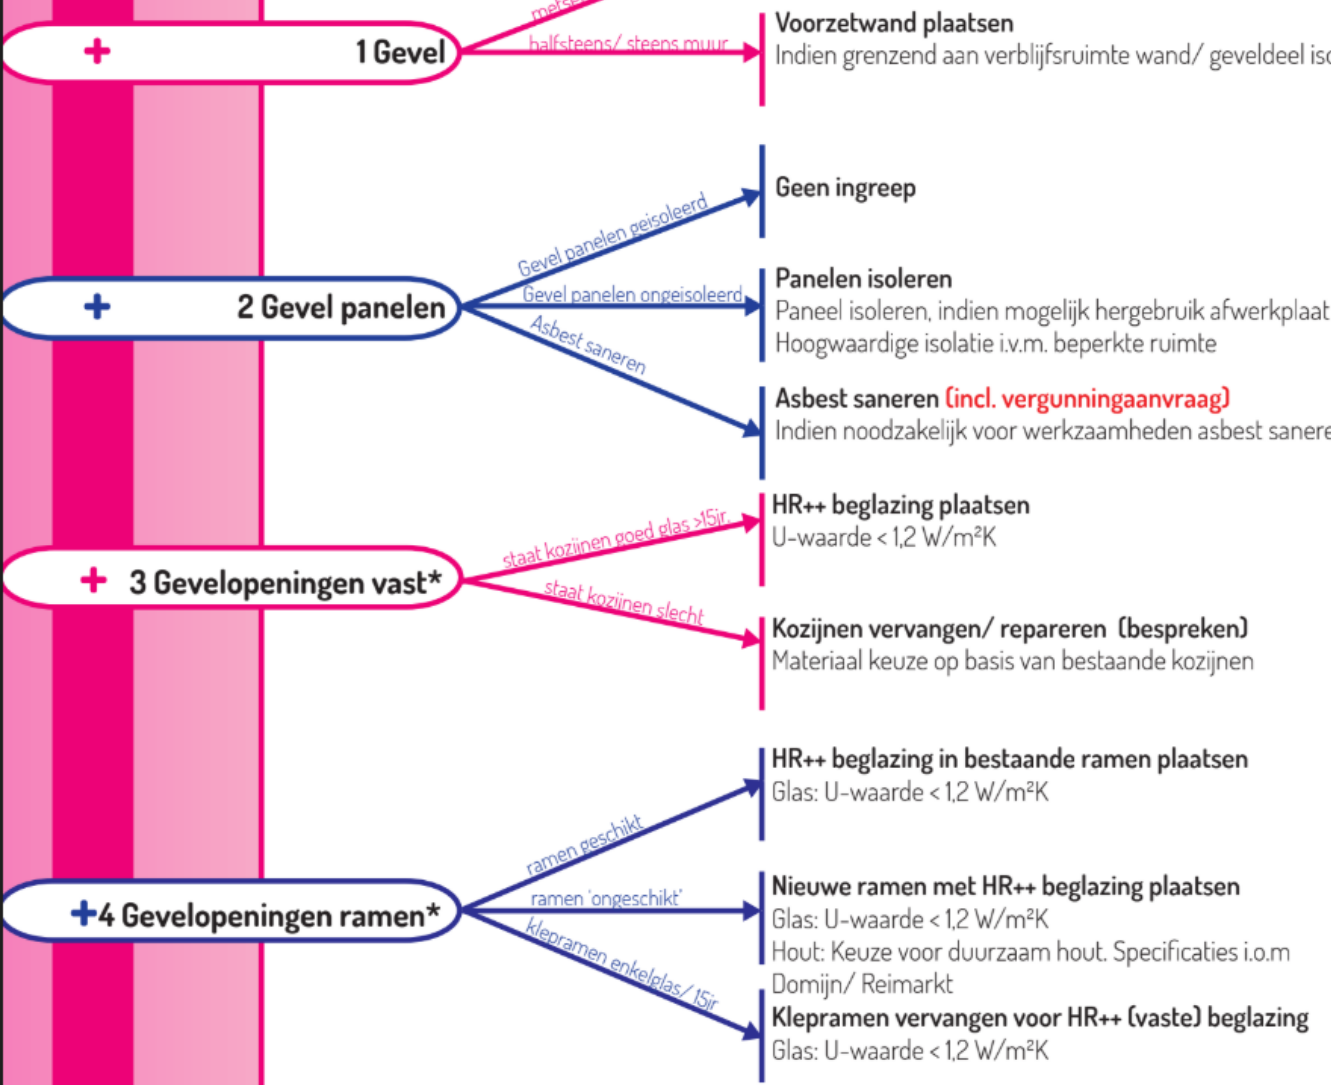 metse
+ 1 Gevel
halfsteens/ steens muur
Voorzetwand plaatsen
Indien grenzend aan verblijfsruimte wand/ geveldeel iso
+ 2 Gevel panelen
Gevel panelen geisoleerd
Geen ingreep
Gevel panelen ongeisoleerd
Panelen isoleren
Paneel isoleren, indien mogelijk hergebruik afwerkplaat
Hoogwaardige isolatie i.v.m. beperkte ruimte
Asbest saneren
Asbest saneren (incl. vergunningaanvraag)
Indien noodzakelijk voor werkzaamheden asbest sanere
+ 3 Gevelopeningen vast*
staat kozijnen goed glas >15jr.
HR++ beglazing plaatsen
U-waarde < 1,2 W/m²K
staat kozijnen slecht
Kozijnen vervangen/ repareren (bespreken)
Materiaal keuze op basis van bestaande kozijnen
+4 Gevelopeningen ramen*
ramen geschikt
HR++ beglazing in bestaande ramen plaatsen
Glas: U-waarde < 1,2 W/m²K
ramen 'ongeschikt'
Nieuwe ramen met HR++ beglazing plaatsen
Glas: U-waarde < 1,2 W/m²K
Hout: Keuze voor duurzaam hout. Specificaties i.o.m
Domijn/ Reimarkt
klepramen enkelglas/ 15jr
Klepramen vervangen voor HR++ (vaste) beglazing
Glas: U-waarde < 1,2 W/m²K